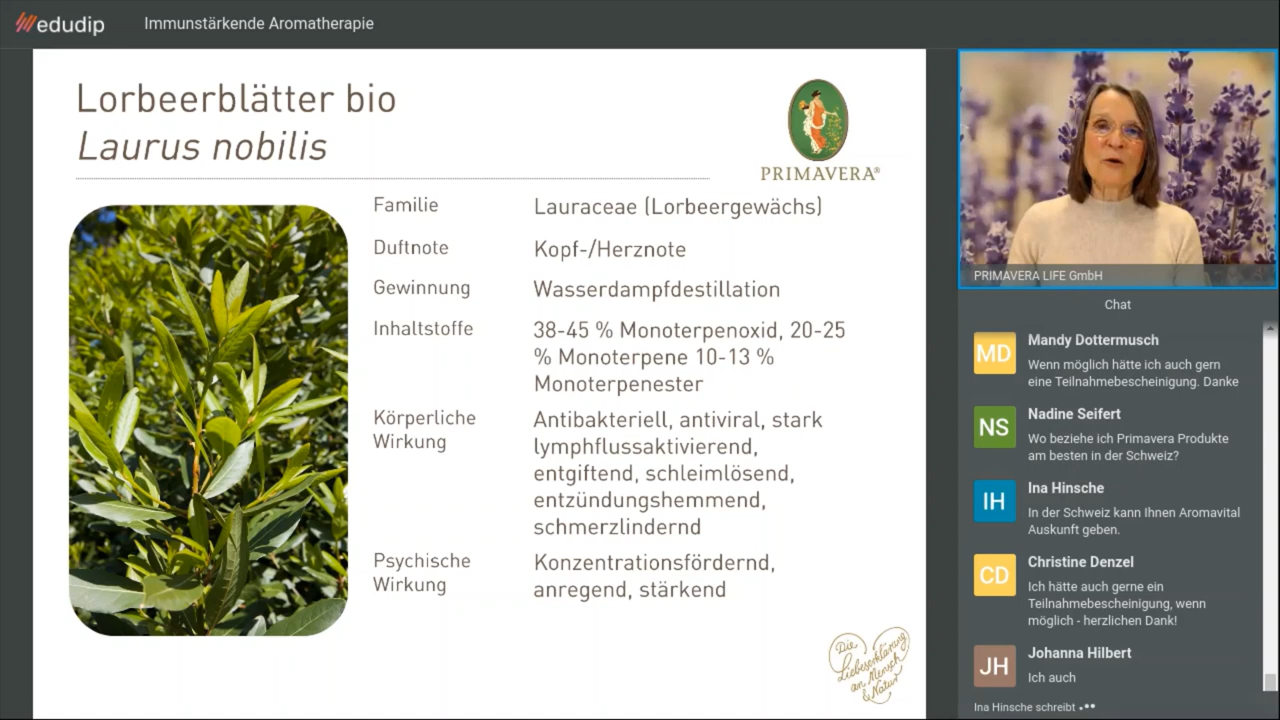 edudip
Immunstärkende Aromatherapie
Lorbeerblätter bio
Laurus nobilis
PRIMAVERA®
Familie
Lauraceae (Lorbeergewächs)
Duftnote
Kopf-/Herznote
Gewinnung
Wasserdampfdestillation
Inhaltstoffe
38-45 % Monoterpenoxid, 20-25
% Monoterpene 10-13 %
Monoterpenester
Körperliche
Wirkung
Antibakteriell, antiviral, stark
lymphflussaktivierend,
entgiftend, schleimlösend,
entzündungshemmend,
schmerzlindernd
Psychische
Wirkung
Konzentrationsfördernd,
anregend, stärkend
Die
Liebeserklärung
an Mensch
& Natur
PRIMAVERA LIFE GmbH
Chat
MD
Mandy Dottermusch
Wenn möglich hätte ich auch gern
eine Teilnahmebescheinigung. Danke
NS
Nadine Seifert
Wo beziehe ich Primavera Produkte
am besten in der Schweiz?
IH
Ina Hinsche
In der Schweiz kann Ihnen Aromavital
Auskunft geben.
CD
Christine Denzel
Ich hätte auch gerne ein
Teilnahmebescheinigung, wenn
möglich - herzlichen Dank!
JH
Johanna Hilbert
Ich auch
Ina Hinsche schreibt